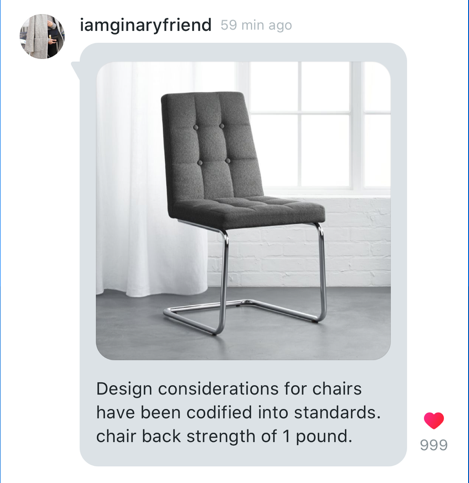 iamginaryfriend 59 min ago
Design considerations for chairs
have been codified into standards.
chair back strength of 1 pound.
999